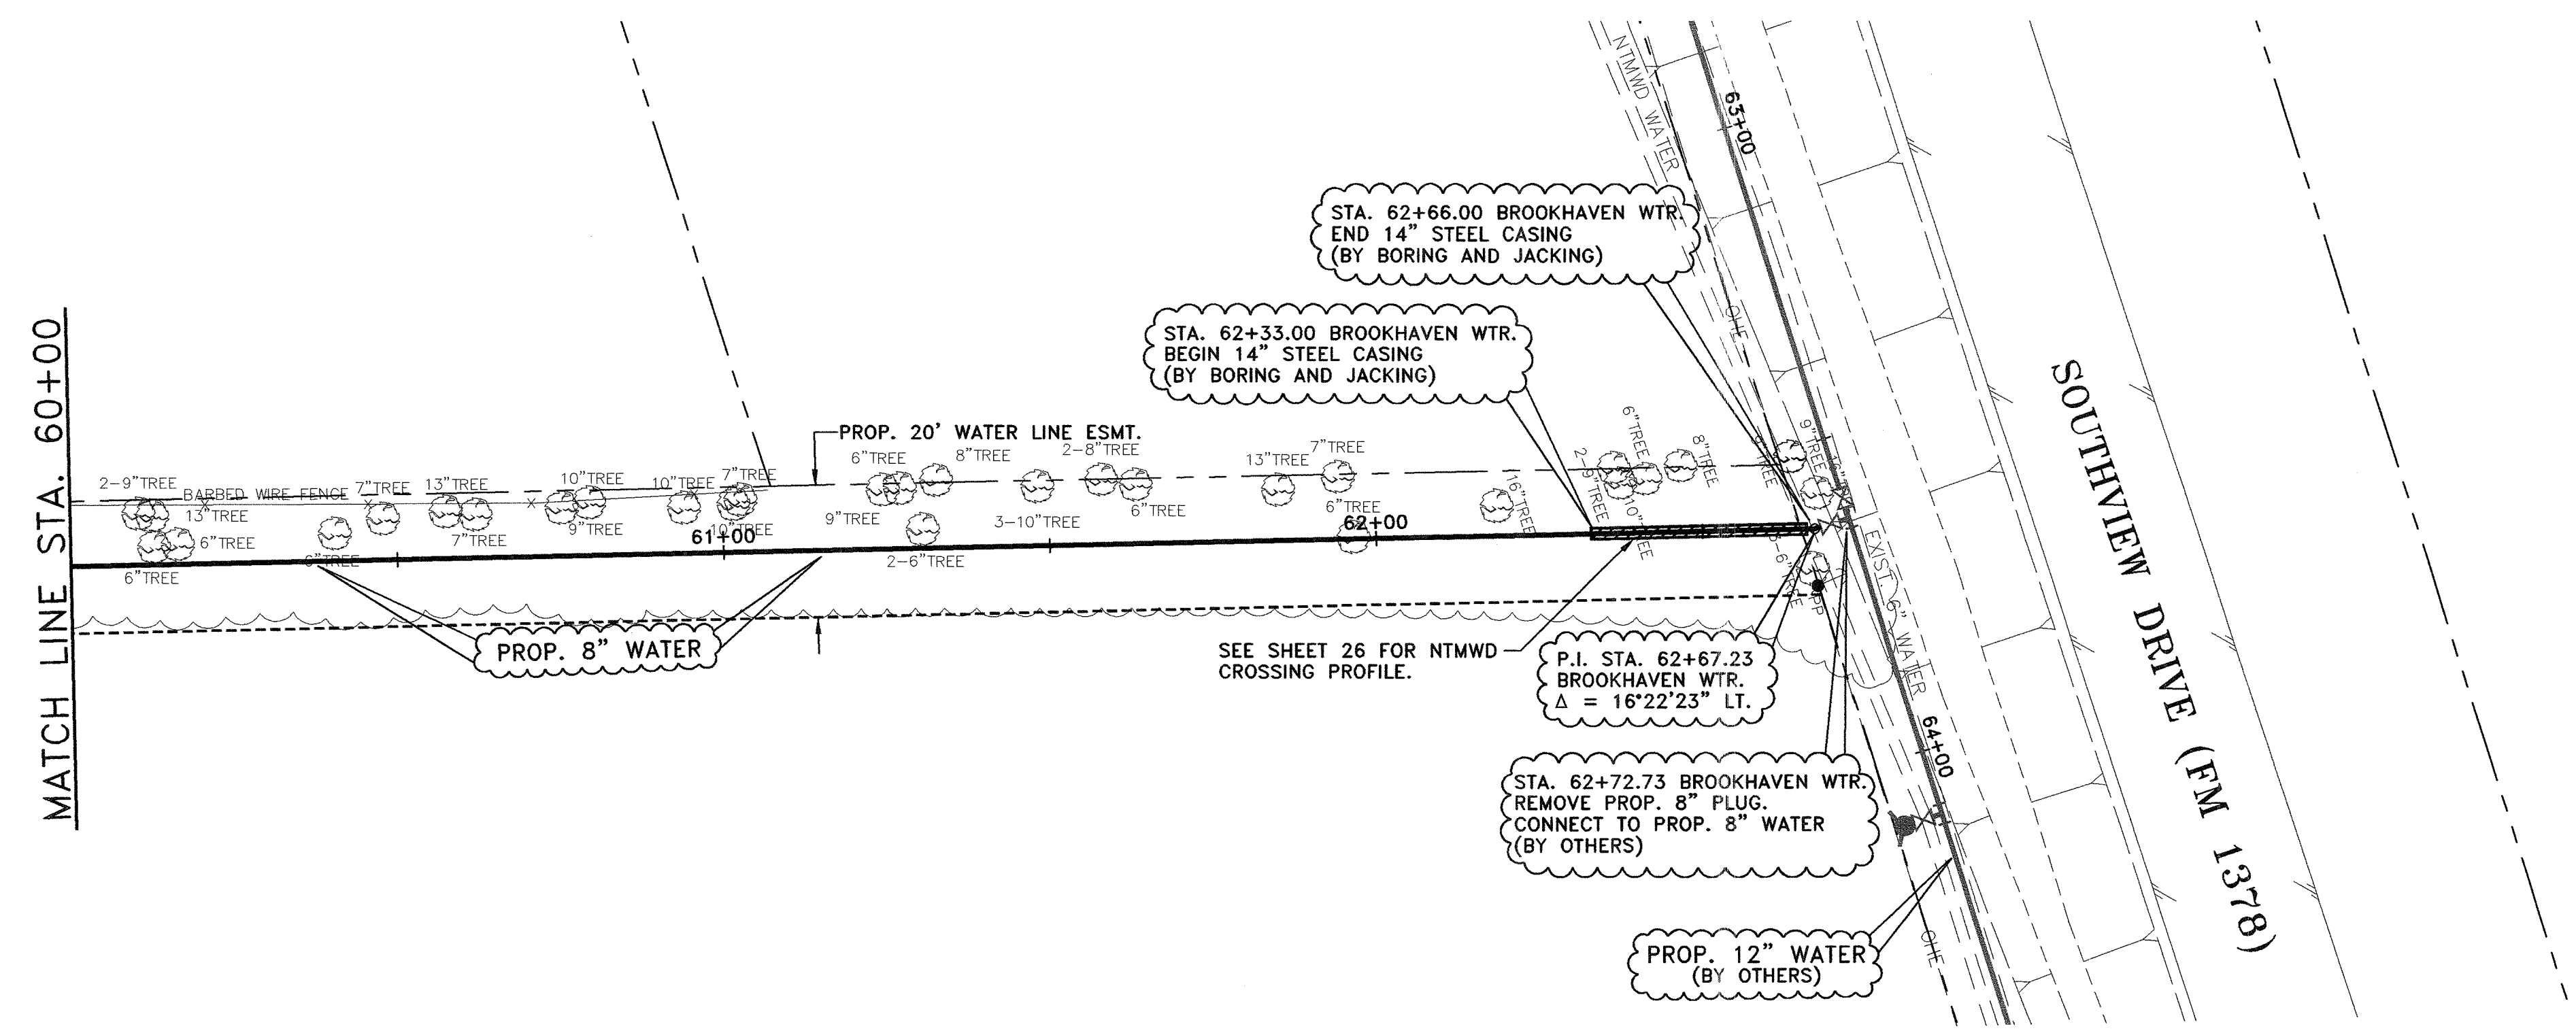 MATCH LINE STA. 60+00
2-9"TREE
BARBED WIRE FENCE
13"TREE
6"TREE
6"TREE
6"TREE
7"TREE
13"TREE
7"TREE
10"TREE
9"TREE
10"TREE
7"TREE
10"TREE
61+00
PROP. 8" WATER
PROP. 20' WATER LINE ESMT.
6"TREE
8"TREE
9"TREE
2-6"TREE
2-8"TREE
3-10"TREE
6"TREE
13"TREE
7"TREE
6"TREE
62+00
16"TREE
2-9"TREE
6"TREE
10"TREE
8"TREE
9"TREE
STA. 62+33.00 BROOKHAVEN WTR.
BEGIN 14" STEEL CASING
(BY BORING AND JACKING)
STA. 62+66.00 BROOKHAVEN WTR.
END 14" STEEL CASING
(BY BORING AND JACKING)
NTMWD WATER
63+00
OHE
SEE SHEET 26 FOR NTMWD
CROSSING PROFILE.
PP
EXIST. 6" WATER
P.I. STA. 62+67.23
BROOKHAVEN WTR.
Δ = 16°22'23" LT.
64+00
STA. 62+72.73 BROOKHAVEN WTR.
REMOVE PROP. 8" PLUG.
CONNECT TO PROP. 8" WATER
(BY OTHERS)
PROP. 12" WATER
(BY OTHERS)
OHE
SOUTHVIEW DRIVE (FM 1378)